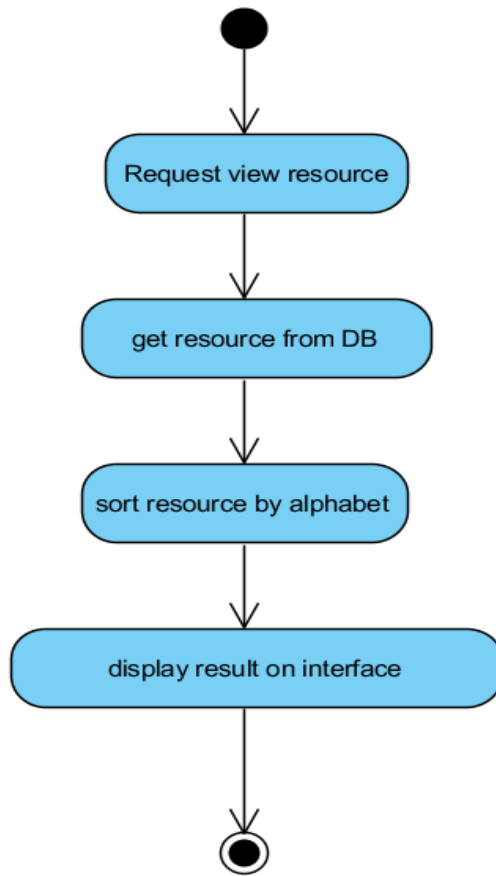 Request view resource
get resource from DB
sort resource by alphabet
display result on interface